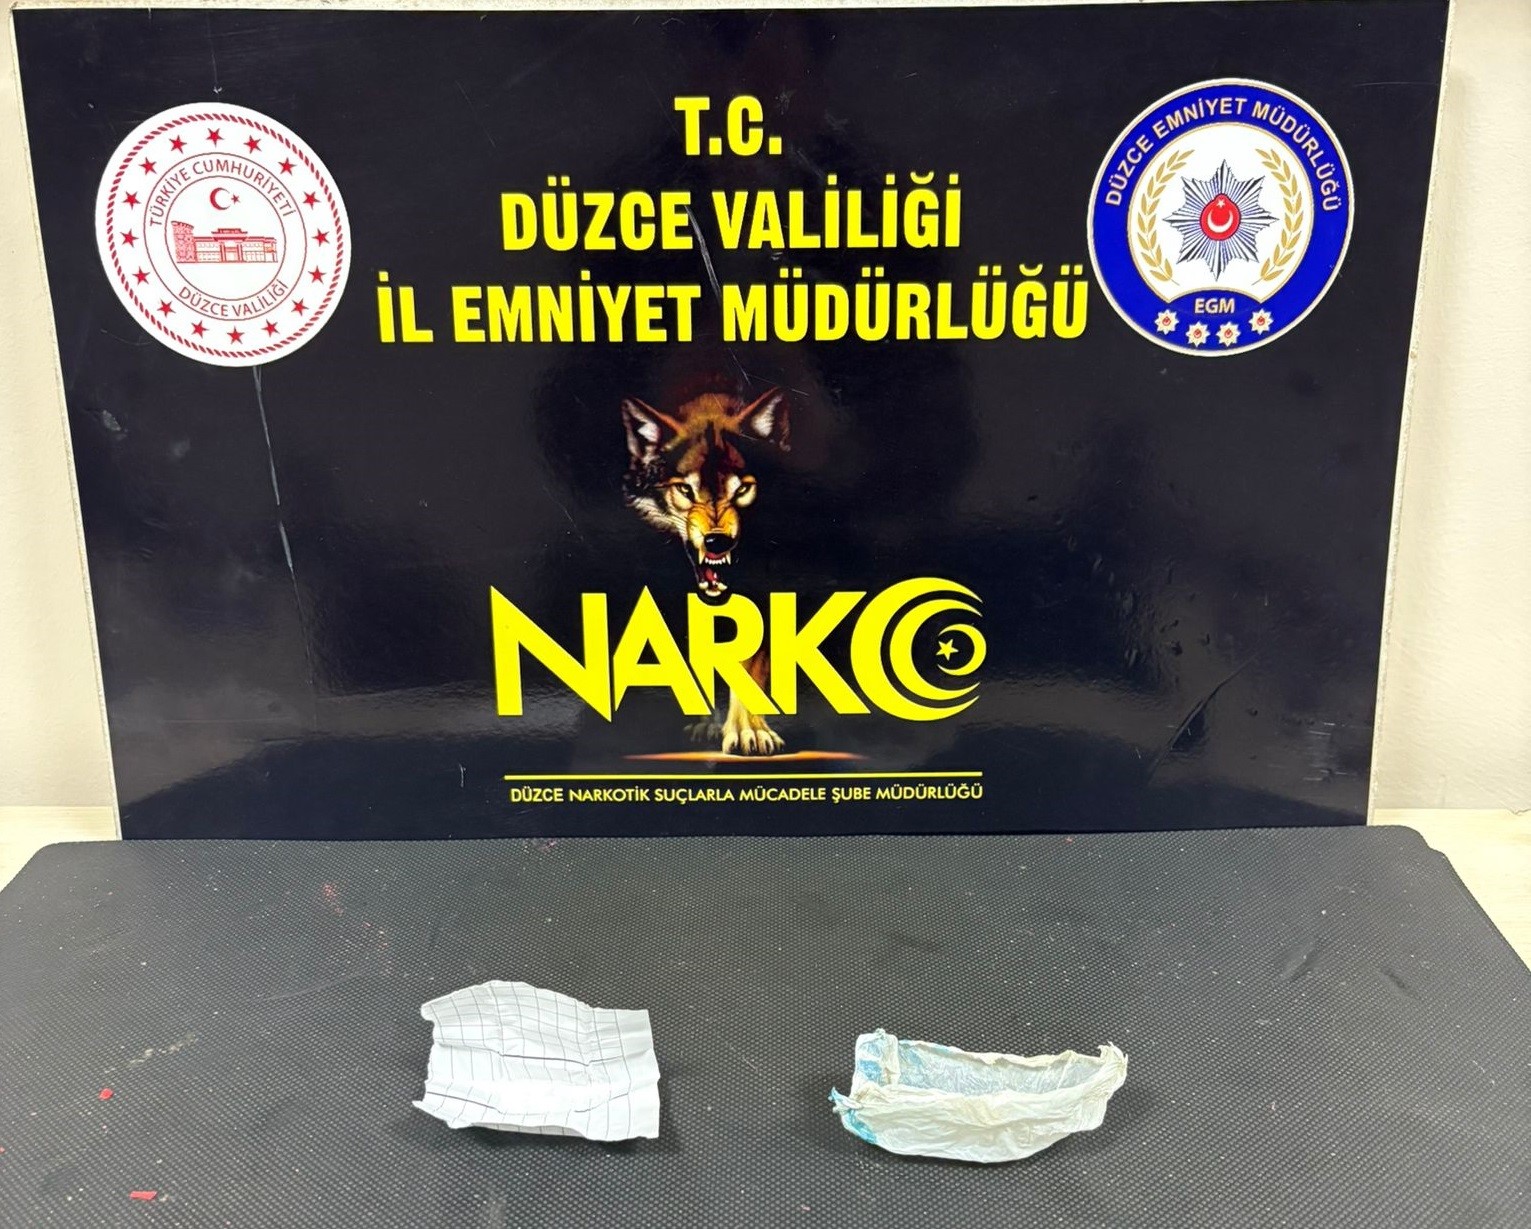 TÜRKİYE CUMHURİYETİ
DÜZCE VALİLİĞİ
T.C.
DÜZCE VALİLİĞİ
İL EMNİYET MÜDÜRLÜĞÜ
DÜZCE EMNİYET MÜDÜRLÜĞÜ
EGM
NARKO
DÜZCE NARKOTİK SUÇLARLA MÜCADELE ŞUBE MÜDÜRLÜĞÜ